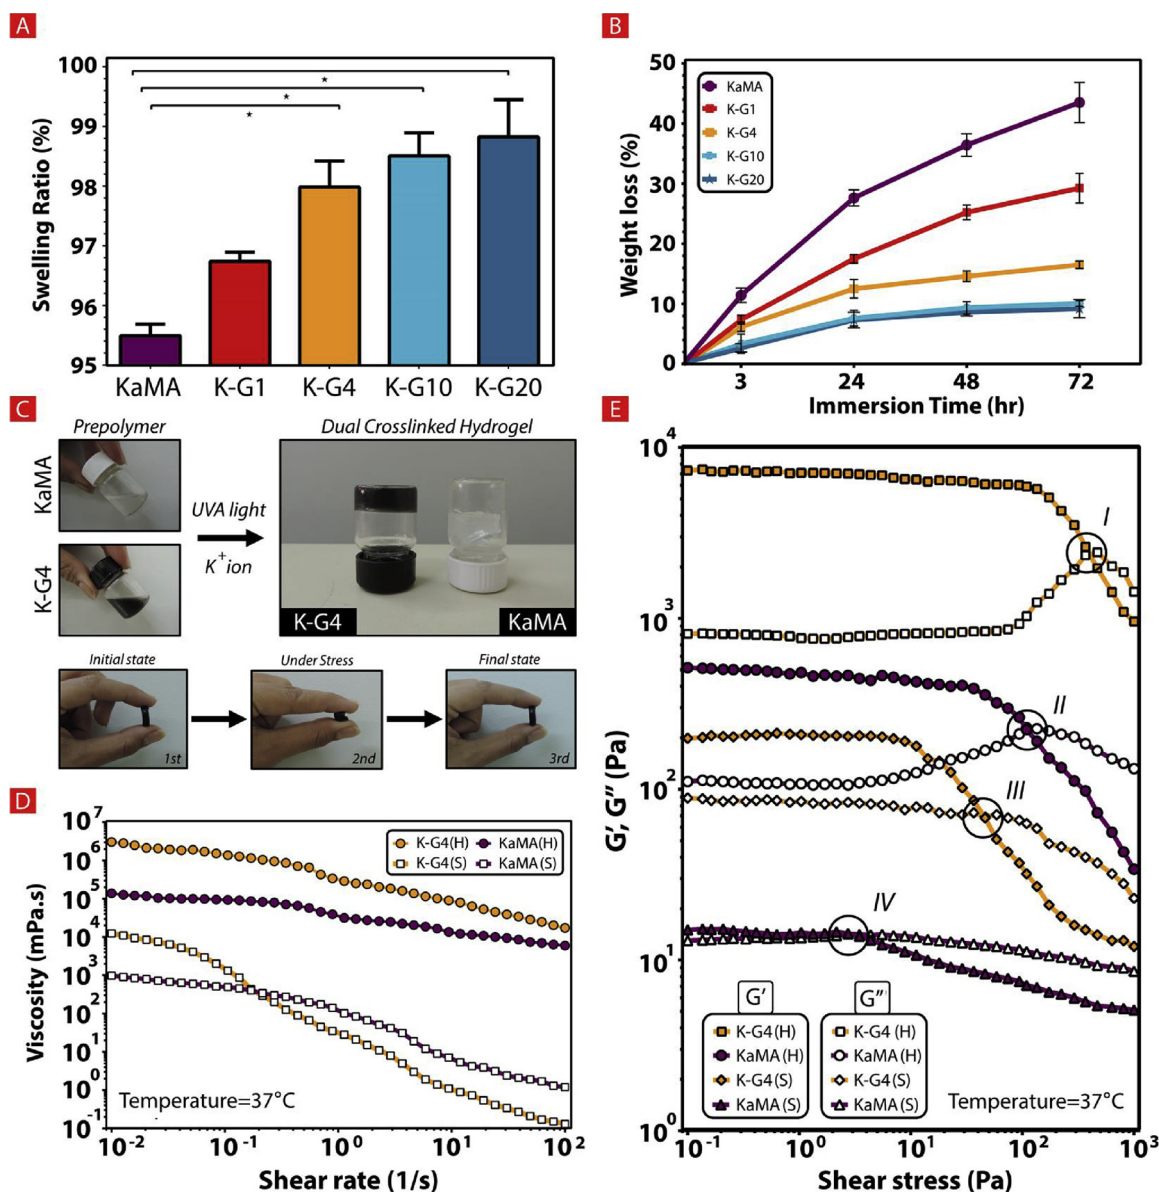 A
Swelling Ratio (%)
100
99
98
97
96
95
*
*
*
KaMA K-G1 K-G4 K-G10 K-G20
B
Weight loss (%)
50
40
30
20
10
0
KaMA
K-G1
K-G4
K-G10
K-G20
3 24 48 72
Immersion Time (hr)
C
Prepolymer
KaMA
K-G4
UVA light
K+ ion
Dual Crosslinked Hydrogel
K-G4
KaMA
Initial state
1st
Under Stress
2nd
Final state
3rd
D
Viscosity (mPa.s)
10^7
10^6
10^5
10^4
10^3
10^2
10^1
10^0
10^-1
K-G4(H) KaMA(H)
K-G4(S) KaMA(S)
Temperature=37°C
10^-2 10^-1 10^0 10^1 10^2
Shear rate (1/s)
E
G′, G″ (Pa)
10^4
10^3
10^2
10^1
10^0
I
II
III
IV
G′
K-G4(H)
KaMA(H)
K-G4(S)
KaMA(S)
G″
K-G4(H)
KaMA(H)
K-G4(S)
KaMA(S)
Temperature=37°C
10^-1 10^0 10^1 10^2 10^3
Shear stress (Pa)